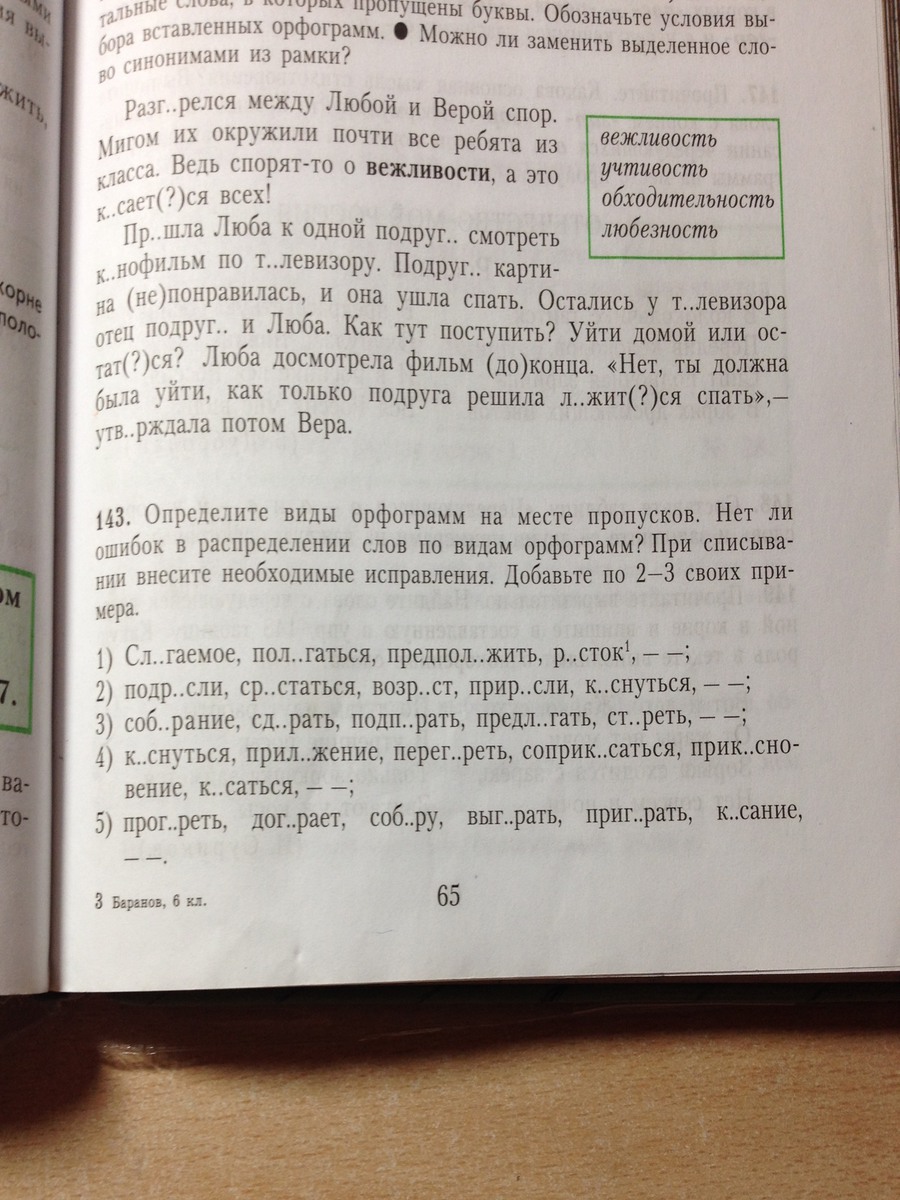 тальные слова, в которых пропущены буквы. Обозначьте условия вы-
бора вставленных орфограмм. ● Можно ли заменить выделенное сло-
во синонимами из рамки?
Разг..релся между Любой и Верой спор.
Мигом их окружили почти все ребята из
класса. Ведь спорят-то о вежливости, а это
к..сает(?)ся всех!
вежливость
учтивость
обходительность
любезность
Пр..шла Люба к одной подруг.. смотреть
к..нофильм по т..левизору. Подруг.. карти-
на (не)понравилась, и она ушла спать. Остались у т..левизора
отец подруг.. и Люба. Как тут поступить? Уйти домой или ос-
тат(?)ся? Люба досмотрела фильм (до)конца. «Нет, ты должна
была уйти, как только подруга решила л..жит(?)ся спать»,—
утв..рждала потом Вера.
143. Определите виды орфограмм на месте пропусков. Нет ли
ошибок в распределении слов по видам орфограмм? При списыва-
нии внесите необходимые исправления. Добавьте по 2—3 своих при-
мера.
1) Сл..гаемое, пол..гаться, предпол..жить, р..сток¹, — —;
2) подр..сли, ср..статься, возр..ст, прир..сли, к..снуться, — —;
3) соб..рание, сд..рать, подп..рать, предл..гать, ст..реть, — —;
4) к..снуться, прил..жение, перег..реть, соприк..саться, прик..сно-
вение, к..саться, — —;
5) прог..реть, дог..рает, соб..ру, выг..рать, приг..рать, к..сание,
— —.
3 Баранов, 6 кл.
65
жить,
корне
поло-
ом
7.
ва-
то-